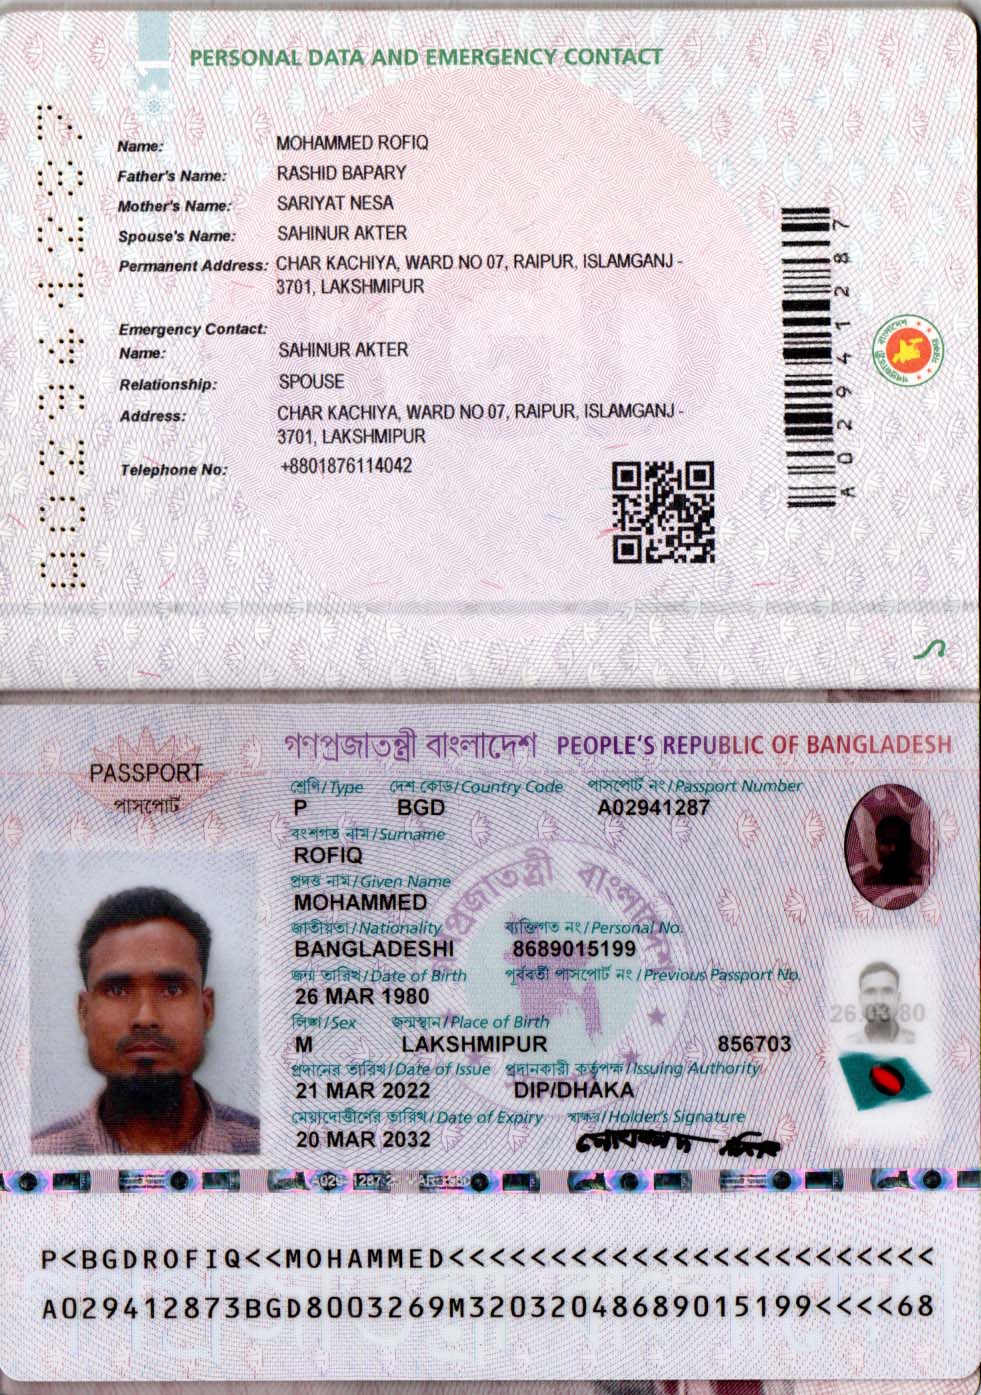 PERSONAL DATA AND EMERGENCY CONTACT
Name: MOHAMMED ROFIQ
Father's Name: RASHID BAPARY
Mother's Name: SARIYAT NESA
Spouse's Name: SAHINUR AKTER
Permanent Address: CHAR KACHIYA, WARD NO 07, RAIPUR, ISLAMGANJ -
3701, LAKSHMIPUR
Emergency Contact:
Name: SAHINUR AKTER
Relationship: SPOUSE
Address: CHAR KACHIYA, WARD NO 07, RAIPUR, ISLAMGANJ -
3701, LAKSHMIPUR
Telephone No: +8801876114042
A02941287
A02941287
গণপ্রজাতন্ত্রী বাংলাদেশ PEOPLE'S REPUBLIC OF BANGLADESH
PASSPORT
পাসপোর্ট
শ্রেণি/Type দেশ কোড/Country Code পাসপোর্ট নং/Passport Number
P BGD A02941287
বংশগত নাম/Surname
ROFIQ
প্রদত্ত নাম/Given Name
MOHAMMED
জাতীয়তা/Nationality ব্যক্তিগত নং/Personal No.
BANGLADESHI 8689015199
জন্ম তারিখ/Date of Birth পূর্ববর্তী পাসপোর্ট নং/Previous Passport No.
26 MAR 1980
26.03.80
লিঙ্গ/Sex জন্মস্থান/Place of Birth
M LAKSHMIPUR 856703
প্রদানের তারিখ/Date of Issue প্রদানকারী কর্তৃপক্ষ/Issuing Authority
21 MAR 2022 DIP/DHAKA
মেয়াদোত্তীর্ণের তারিখ/Date of Expiry স্বাক্ষর/Holder's Signature
20 MAR 2032
P<BGDROFIQ<<MOHAMMED<<<<<<<<<<<<<<<<<<<<<<<<
A029412873BGD8003269M32032048689015199<<<<68